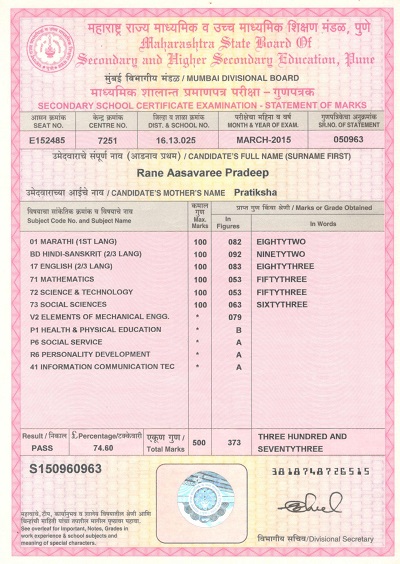 महाराष्ट्र राज्य माध्यमिक व उच्च माध्यमिक शिक्षण मंडळ, पुणे
Maharashtra State Board Of
Secondary and Higher Secondary Education, Pune
मुंबई विभागीय मंडळ / MUMBAI DIVISIONAL BOARD
माध्यमिक शालान्त प्रमाणपत्र परीक्षा - गुणपत्रक
SECONDARY SCHOOL CERTIFICATE EXAMINATION - STATEMENT OF MARKS
आसन क्रमांक केन्द्र क्रमांक जिल्हा व शाळा क्रमांक परीक्षेचा महिना व वर्ष गुणपत्रिकेचा अनुक्रमांक
SEAT NO. CENTRE NO. DIST. & SCHOOL NO. MONTH & YEAR OF EXAM. SR.NO. OF STATEMENT
E152485 7251 16.13.025 MARCH-2015 050963
उमेदवाराचे संपूर्ण नाव (आडनाव प्रथम) / CANDIDATE'S FULL NAME (SURNAME FIRST)
Rane Aasavaree Pradeep
उमेदवाराच्या आईचे नाव / CANDIDATE'S MOTHER'S NAME Pratiksha
विषयाचा सांकेतिक क्रमांक व विषयाचे नाव
Subject Code No. and Subject Name
कमाल गुण Max. Marks
प्राप्त गुण किंवा श्रेणी / Marks or Grade Obtained
In Figures In Words
01 MARATHI (1ST LANG) 100 082 EIGHTYTWO
BD HINDI-SANSKRIT (2/3 LANG) 100 092 NINETYTWO
17 ENGLISH (2/3 LANG) 100 083 EIGHTYTHREE
71 MATHEMATICS 100 053 FIFTYTHREE
72 SCIENCE & TECHNOLOGY 100 053 FIFTYTHREE
73 SOCIAL SCIENCES 100 063 SIXTYTHREE
V2 ELEMENTS OF MECHANICAL ENGG. * 079
P1 HEALTH & PHYSICAL EDUCATION * B
P6 SOCIAL SERVICE * A
R6 PERSONALITY DEVELOPMENT * A
41 INFORMATION COMMUNICATION TEC * A
Result / निकाल £Percentage/टक्केवारी एकूण गुण / Total Marks 500 373 THREE HUNDRED AND
PASS 74.60 SEVENTYTHREE
S150960963
3818748726515
महत्वाचे, टीप, कार्यानुभव व शालेय विषयामधील श्रेणी आणि
चिन्हांची माहिती यांचा तपशील मागील पृष्ठावर पहावा.
See overleaf for Important, Notes, Grades in
work experience & school subjects and
meaning of special characters.
विभागीय सचिव/Divisional Secretary